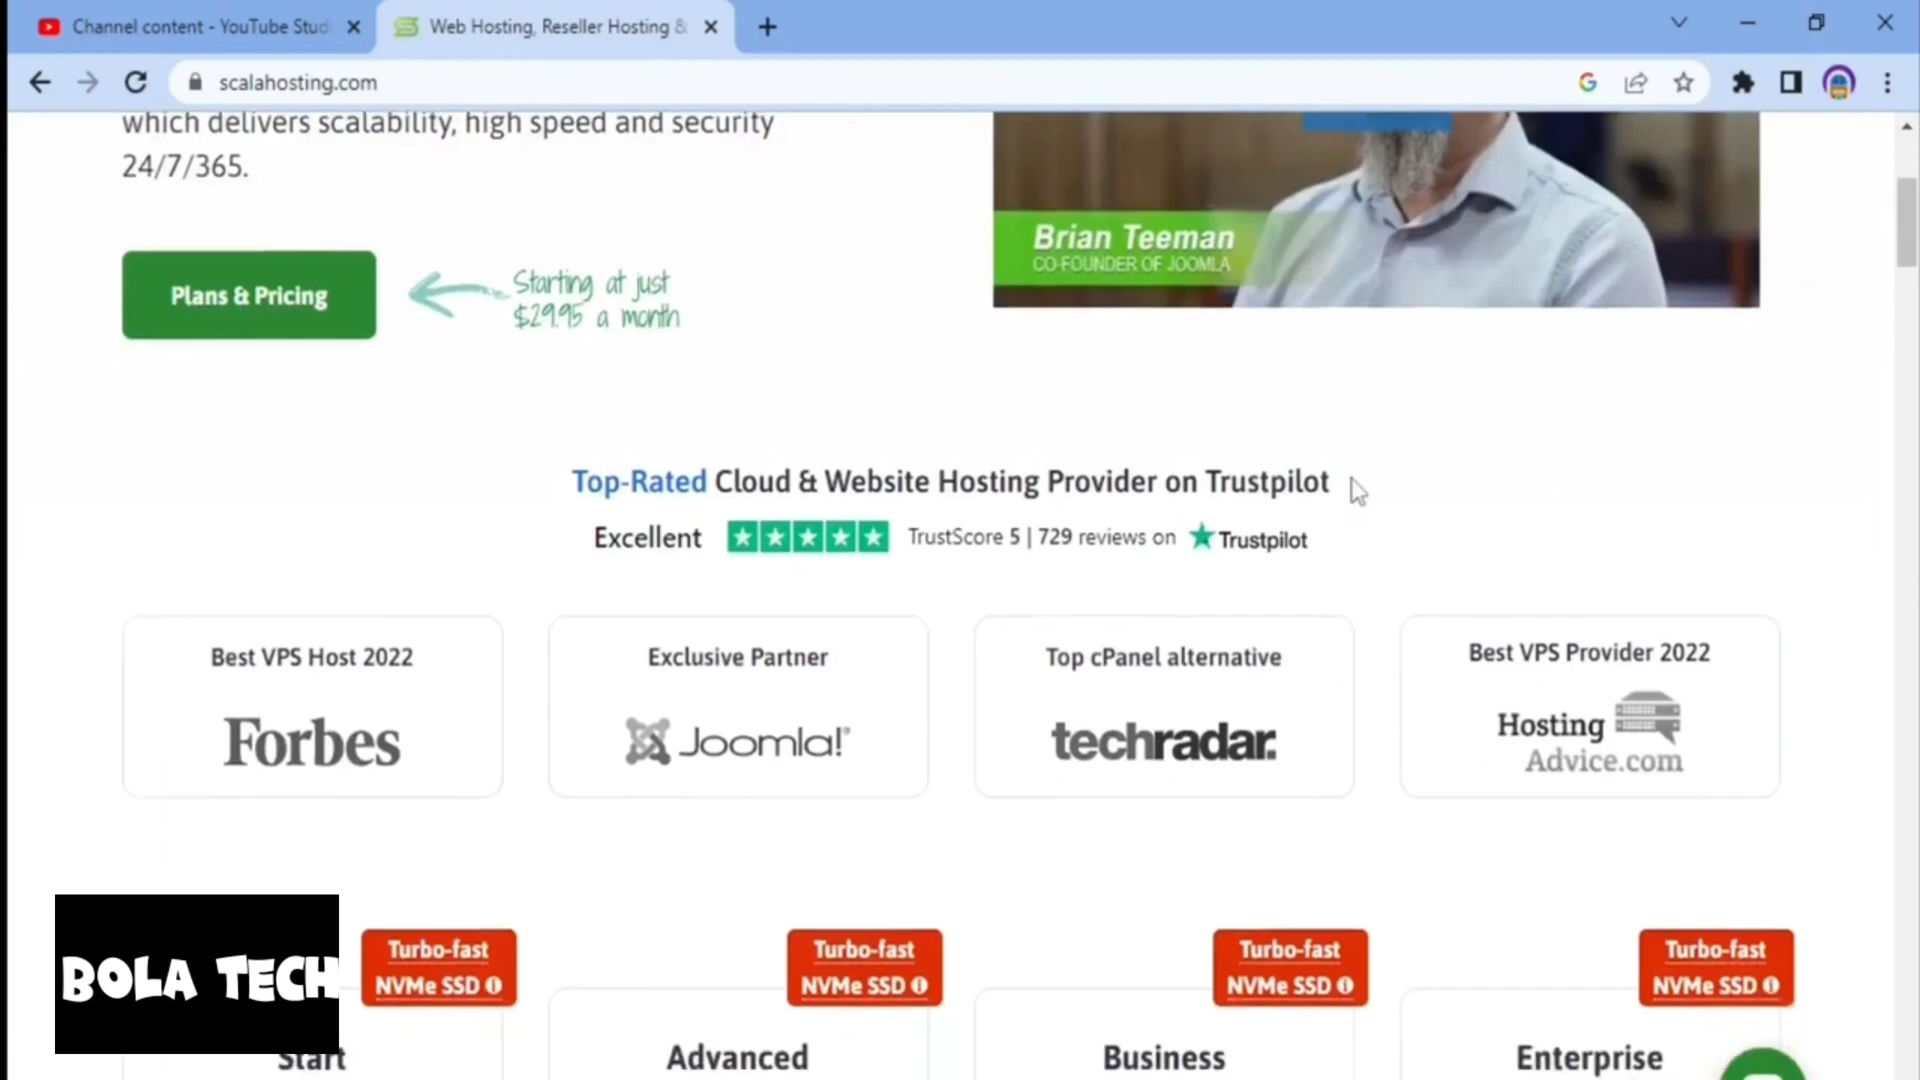 Channel content - YouTube Studi
Web Hosting, Reseller Hosting &
scalahosting.com
which delivers scalability, high speed and security
24/7/365.
Brian Teeman
CO-FOUNDER OF JOOMLA
Plans & Pricing
Starting at just
$29.95 a month
Top-Rated Cloud & Website Hosting Provider on Trustpilot
Excellent TrustScore 5 | 729 reviews on Trustpilot
Best VPS Host 2022
Forbes
Exclusive Partner
Joomla!®
Top cPanel alternative
techradar.
Best VPS Provider 2022
Hosting
Advice.com
BOLA TECH
Turbo-fast
NVMe SSD
Turbo-fast
NVMe SSD
Turbo-fast
NVMe SSD
Turbo-fast
NVMe SSD
Start
Advanced
Business
Enterprise